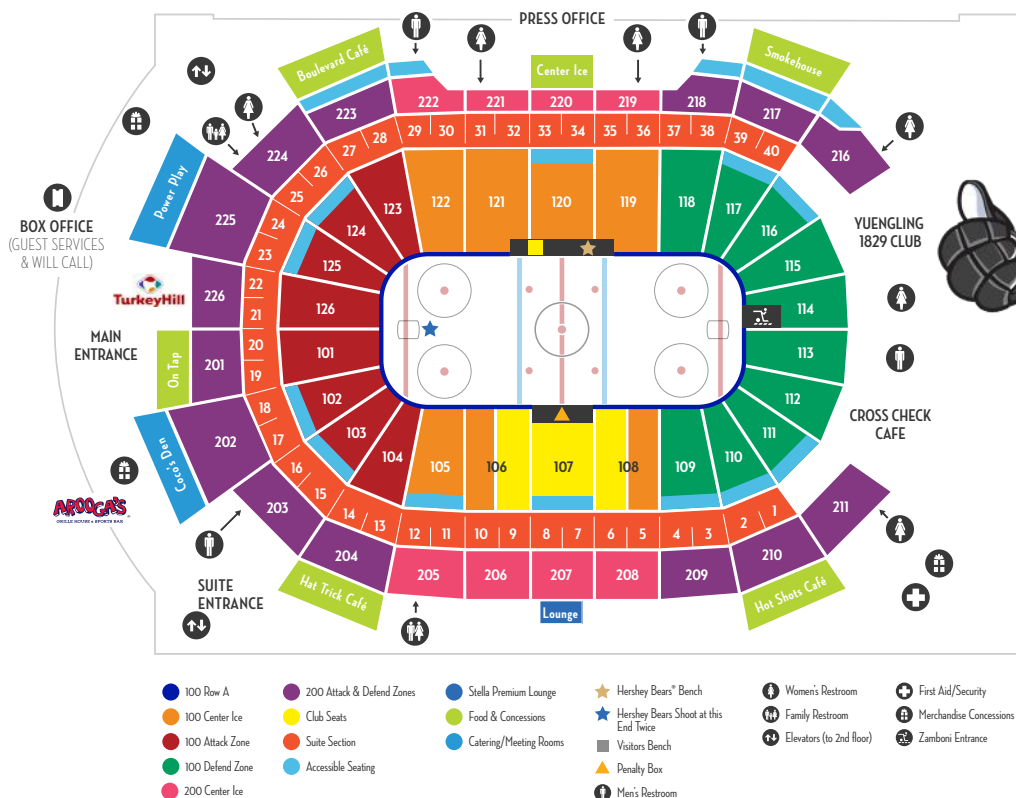 PRESS OFFICE
Boulevard Café
Center Ice
Smokehouse
223
222
221
220
219
218
217
216
224
225
226
201
202
203
204
205
206
207
208
209
210
211
28
29
30
31
32
33
34
35
36
37
38
39
40
27
26
25
24
23
22
21
20
19
18
17
16
15
14
13
12
11
10
9
8
7
6
5
4
3
2
1
123
122
121
120
119
118
117
116
115
114
113
112
111
110
109
108
107
106
105
104
103
102
101
126
125
124
Power Play
BOX OFFICE
(GUEST SERVICES
& WILL CALL)
TurkeyHill
MAIN
ENTRANCE
On Tap
Coco's Den
AROOGA'S
GRILLE HOUSE & SPORTS BAR
SUITE
ENTRANCE
Hat Trick Café
Lounge
Hot Shots Café
YUENGLING
1829 CLUB
CROSS CHECK
CAFE
100 Row A
100 Center Ice
100 Attack Zone
100 Defend Zone
200 Center Ice
200 Attack & Defend Zones
Club Seats
Suite Section
Accessible Seating
Stella Premium Lounge
Food & Concessions
Catering/Meeting Rooms
Hershey Bears® Bench
Hershey Bears Shoot at this
End Twice
Visitors Bench
Penalty Box
Men's Restroom
Women's Restroom
Family Restroom
Elevators (to 2nd floor)
First Aid/Security
Merchandise Concessions
Zamboni Entrance